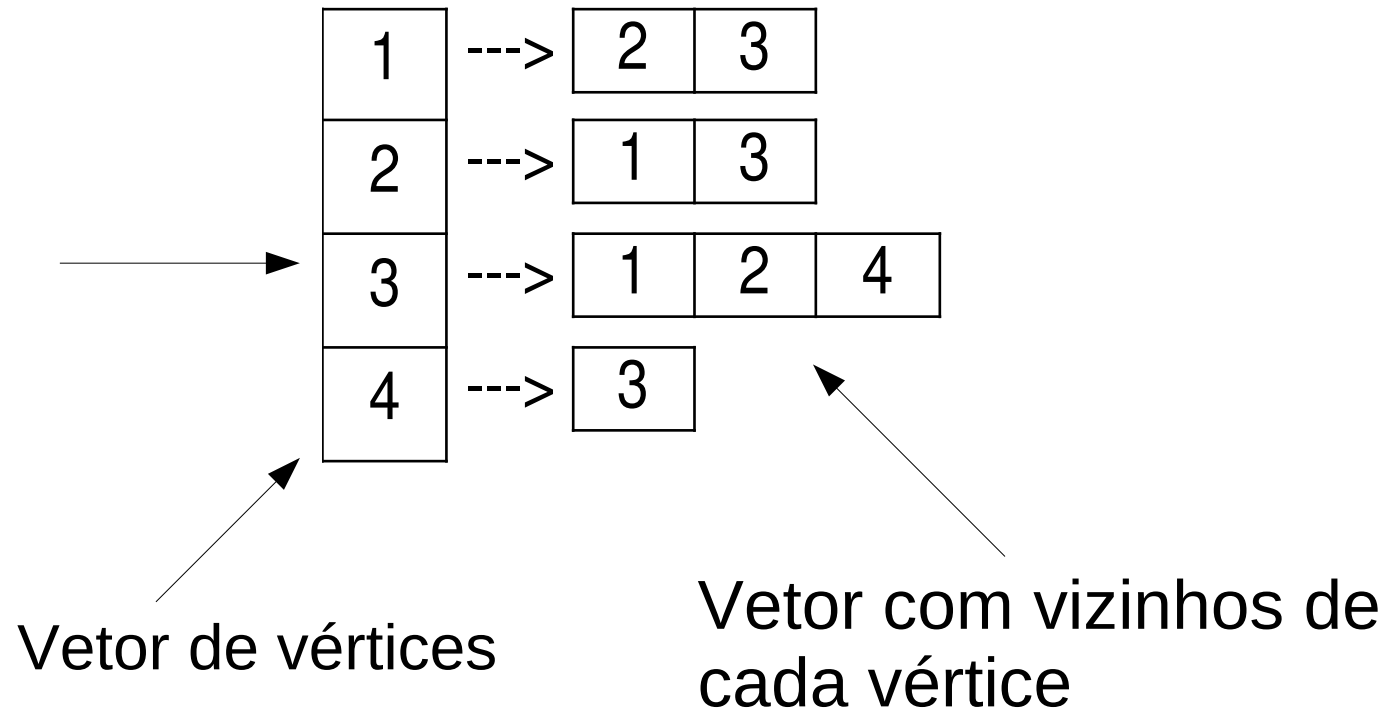 1 ---> 2 3
2 ---> 1 3
3 ---> 1 2 4
4 ---> 3
Vetor de vértices
Vetor com vizinhos de
cada vértice